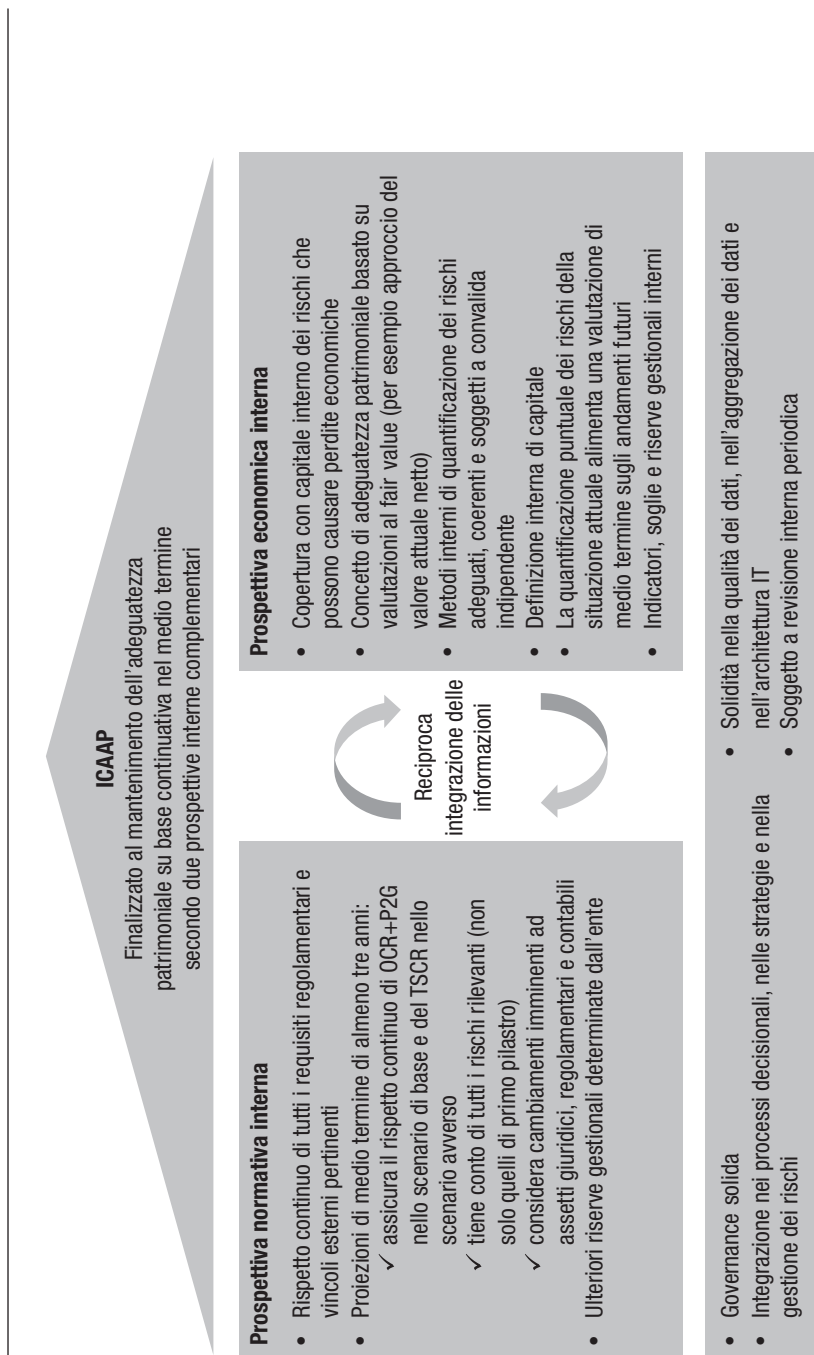 ICAAP
Finalizzato al mantenimento dell'adeguatezza
patrimoniale su base continuativa nel medio termine
secondo due prospettive interne complementari
Prospettiva normativa interna
• Rispetto continuo di tutti i requisiti regolamentari e
vincoli esterni pertinenti
• Proiezioni di medio termine di almeno tre anni:
✓ assicura il rispetto continuo di OCR+P2G
nello scenario di base e del TSCR nello
scenario avverso
✓ tiene conto di tutti i rischi rilevanti (non
solo quelli di primo pilastro)
✓ considera cambiamenti imminenti ad
assetti giuridici, regolamentari e contabili
• Ulteriori riserve gestionali determinate dall'ente
Reciproca
integrazione delle
informazioni
Prospettiva economica interna
• Copertura con capitale interno dei rischi che
possono causare perdite economiche
• Concetto di adeguatezza patrimoniale basato su
valutazioni al fair value (per esempio approccio del
valore attuale netto)
• Metodi interni di quantificazione dei rischi
adeguati, coerenti e soggetti a convalida
indipendente
• Definizione interna di capitale
• La quantificazione puntuale dei rischi della
situazione attuale alimenta una valutazione di
medio termine sugli andamenti futuri
• Indicatori, soglie e riserve gestionali interni
• Governance solida
• Integrazione nei processi decisionali, nelle strategie e nella
gestione dei rischi
• Solidità nella qualità dei dati, nell'aggregazione dei dati e
nell'architettura IT
• Soggetto a revisione interna periodica